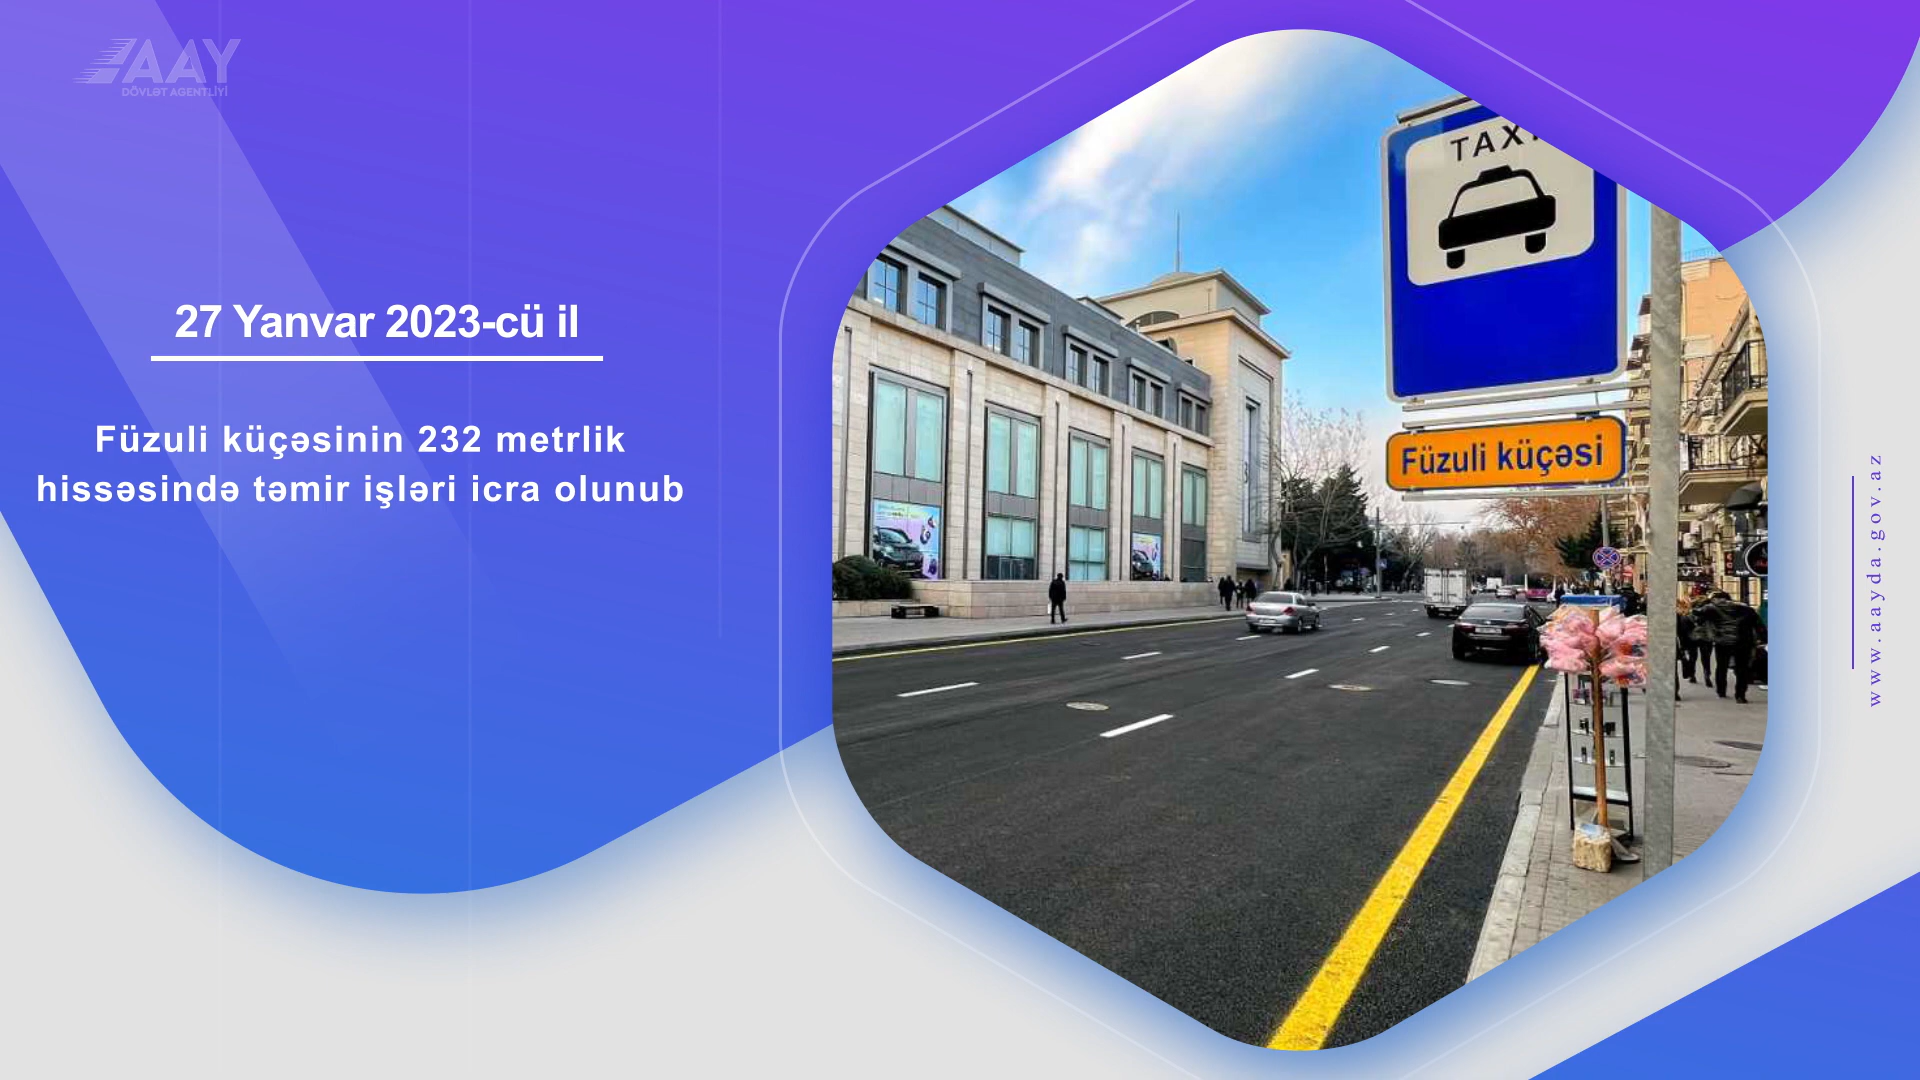 AAY
DÖVLƏT AGENTLİYİ
27 Yanvar 2023-cü il
Füzuli küçəsinin 232 metrlik
hissəsində təmir işləri icra olunub
TAXI
Füzuli küçəsi
www.aayda.gov.az